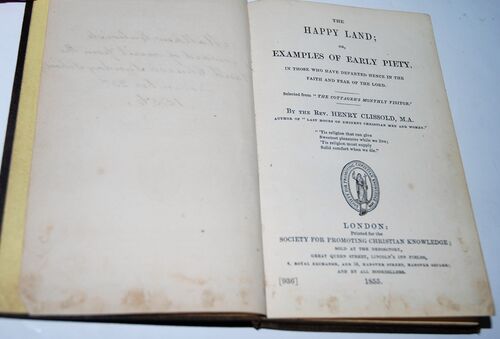 THE
HAPPY LAND;
OR,
EXAMPLES OF EARLY PIETY.
IN THOSE WHO HAVE DEPARTED HENCE IN THE
FAITH AND FEAR OF THE LORD.
Selected from "THE COTTAGER'S MONTHLY VISITOR."
BY THE REV. HENRY CLISSOLD, M.A.
AUTHOR OF "LAST HOURS OF EMINENT CHRISTIAN MEN AND WOMEN."
"'Tis religion that can give
Sweetest pleasures while we live;
'Tis religion must supply
Solid comfort when we die."
LONDON:
Printed for the
SOCIETY FOR PROMOTING CHRISTIAN KNOWLEDGE;
SOLD AT THE DEPOSITORY,
GREAT QUEEN STREET, LINCOLN'S INN FIELDS,
4, ROYAL EXCHANGE, AND 16, HANOVER STREET, HANOVER SQUARE;
AND BY ALL BOOKSELLERS.
[936] 1855.